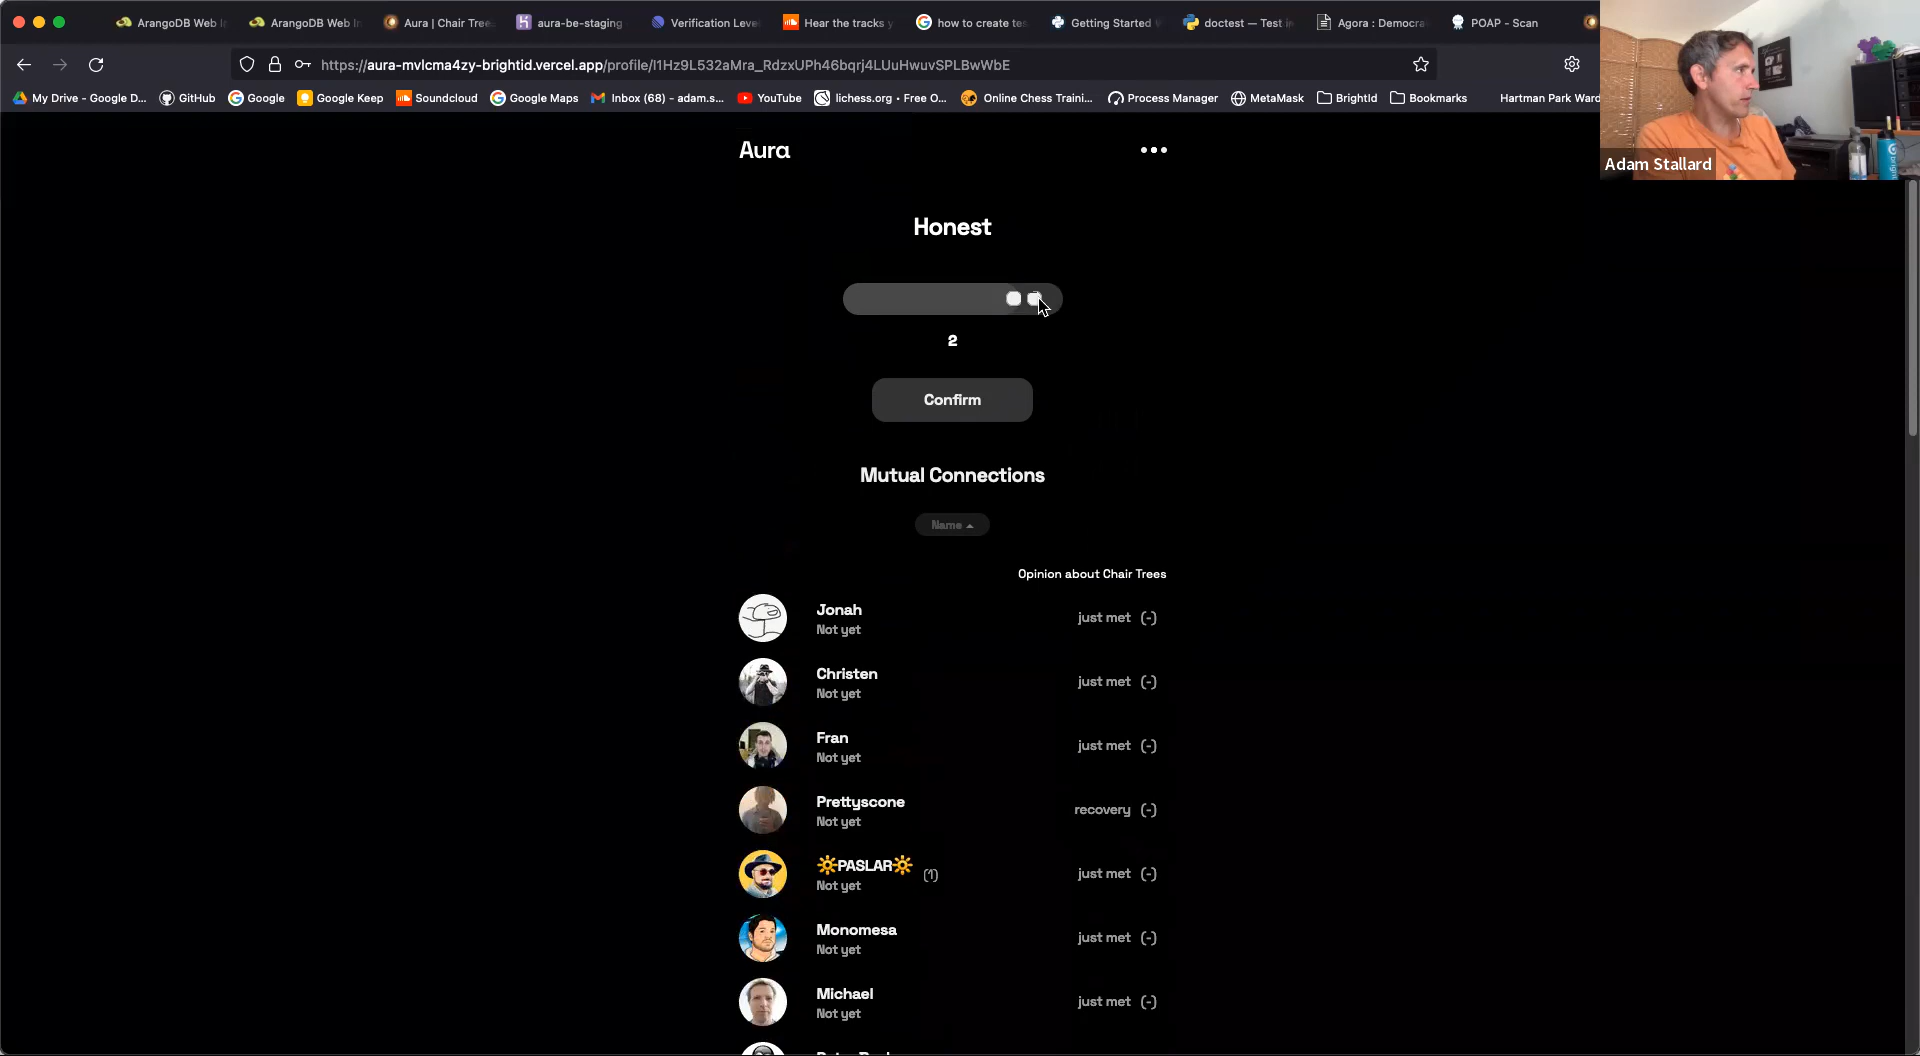 ArangoDB Web I
ArangoDB Web I
Aura | Chair Tree
aura-be-staging
Verification Leve
Hear the tracks y
how to create tes
Getting Started
doctest — Test i
Agora : Democra
POAP - Scan
https://aura-mvlcma4zy-brightid.vercel.app/profile/l1Hz9L532aMra_RdzxUPh46bqrj4LUuHwuvSPLBwWbE
My Drive - Google D...
GitHub
Google
Google Keep
Soundcloud
Google Maps
Inbox (68) - adam.s...
YouTube
lichess.org • Free O...
Online Chess Traini...
Process Manager
MetaMask
BrightId
Bookmarks
Hartman Park Ward
Adam Stallard
Aura
Honest
2
Confirm
Mutual Connections
Name
Opinion about Chair Trees
Jonah
Not yet
just met (-)
Christen
Not yet
just met (-)
Fran
Not yet
just met (-)
Prettyscone
Not yet
recovery (-)
🔆PASLAR🔆 (1)
Not yet
just met (-)
Monomesa
Not yet
just met (-)
Michael
Not yet
just met (-)